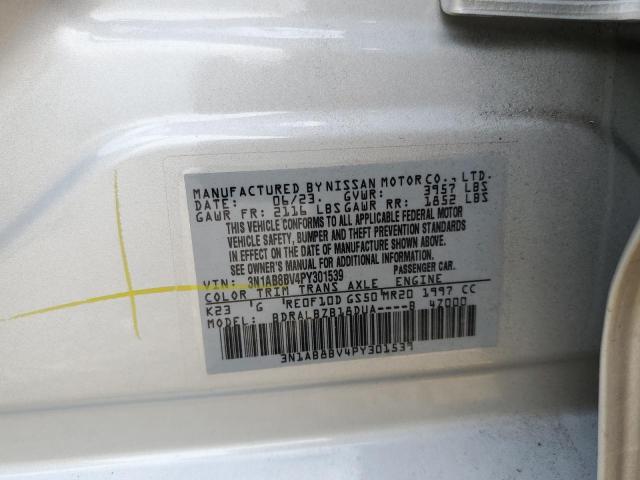 MANUFACTURED BY NISSAN MOTOR CO., LTD.
DATE: 06/23. GVWR: 3957 LBS
GAWR FR: 2116 LBS GAWR RR: 1852 LBS
THIS VEHICLE CONFORMS TO ALL APPLICABLE FEDERAL MOTOR
VEHICLE SAFETY, BUMPER AND THEFT PREVENTION STANDARDS
IN EFFECT ON THE DATE OF MANUFACTURE SHOWN ABOVE.
SEE OWNER'S MANUAL FOR ADDITIONAL INFORMATION.
VIN: 3N1AB8BV4PY301539 PASSENGER CAR.
COLOR TRIM TRANS AXLE ENGINE
K23 G RE0F10D GS50 MR20 1997 CC
MODEL: BDRALBZB18DUA----B 47000
3N1AB8BV4PY301539